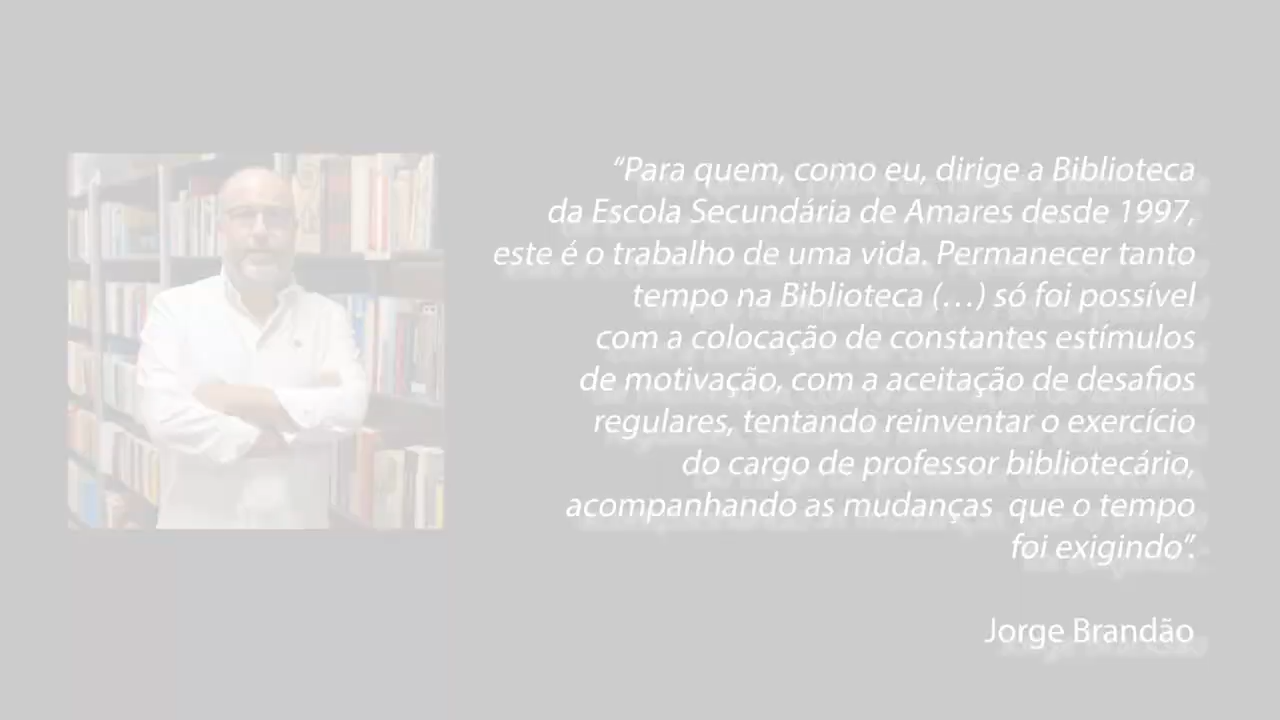 “Para quem, como eu, dirige a Biblioteca
da Escola Secundária de Amares desde 1997,
este é o trabalho de uma vida. Permanecer tanto
tempo na Biblioteca (…) só foi possível
com a colocação de constantes estímulos
de motivação, com a aceitação de desafios
regulares, tentando reinventar o exercício
do cargo de professor bibliotecário,
acompanhando as mudanças  que o tempo
foi exigindo”.
Jorge Brandão